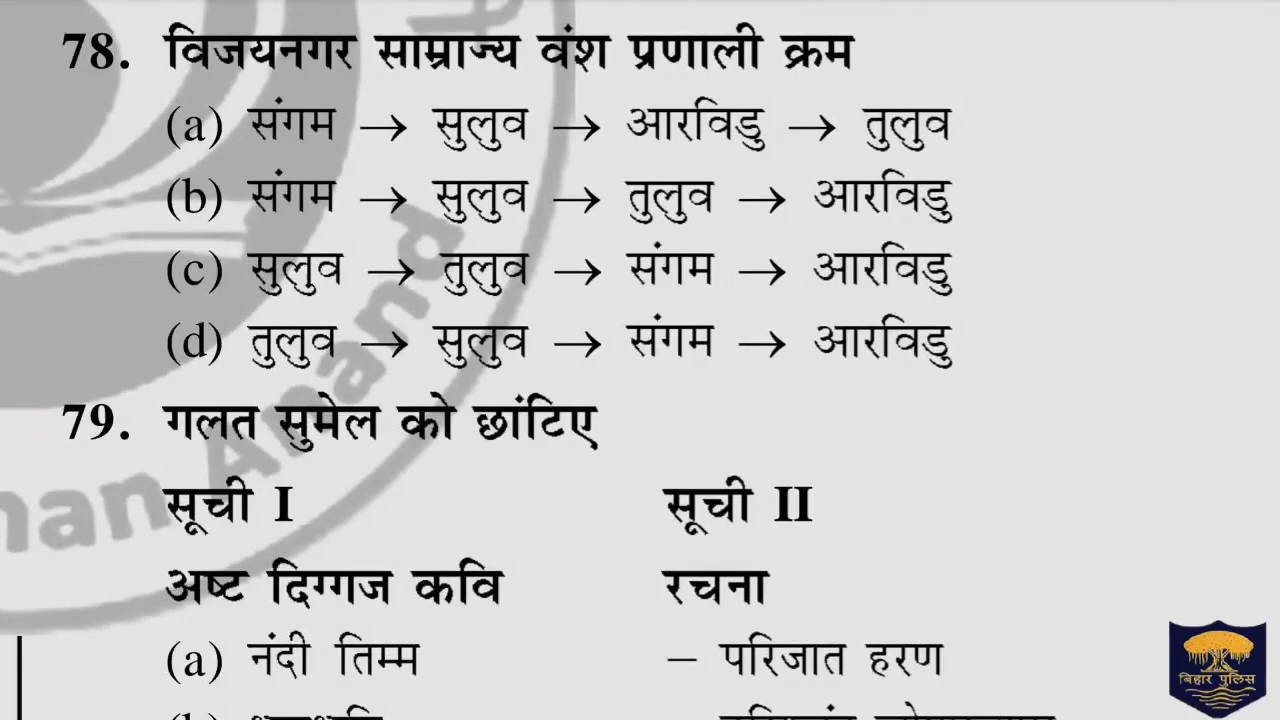 78. विजयनगर साम्राज्य वंश प्रणाली क्रम
(a) संगम → सुलुव → आरविडु → तुलुव
(b) संगम → सुलुव → तुलुव → आरविडु
(c) सुलुव → तुलुव → संगम → आरविडु
(d) तुलुव → सुलुव → संगम → आरविडु
79. गलत सुमेल को छांटिए
सूची I सूची II
अष्ट दिग्गज कवि रचना
(a) नंदी तिम्म – परिजात हरण
Anand
बिहार पुलिस